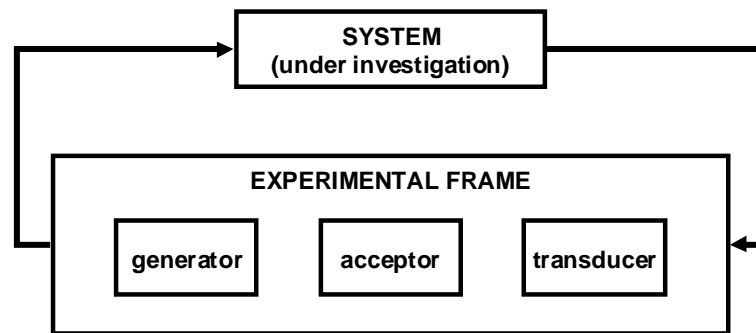 SYSTEM
(under investigation)
EXPERIMENTAL FRAME
generator
acceptor
transducer